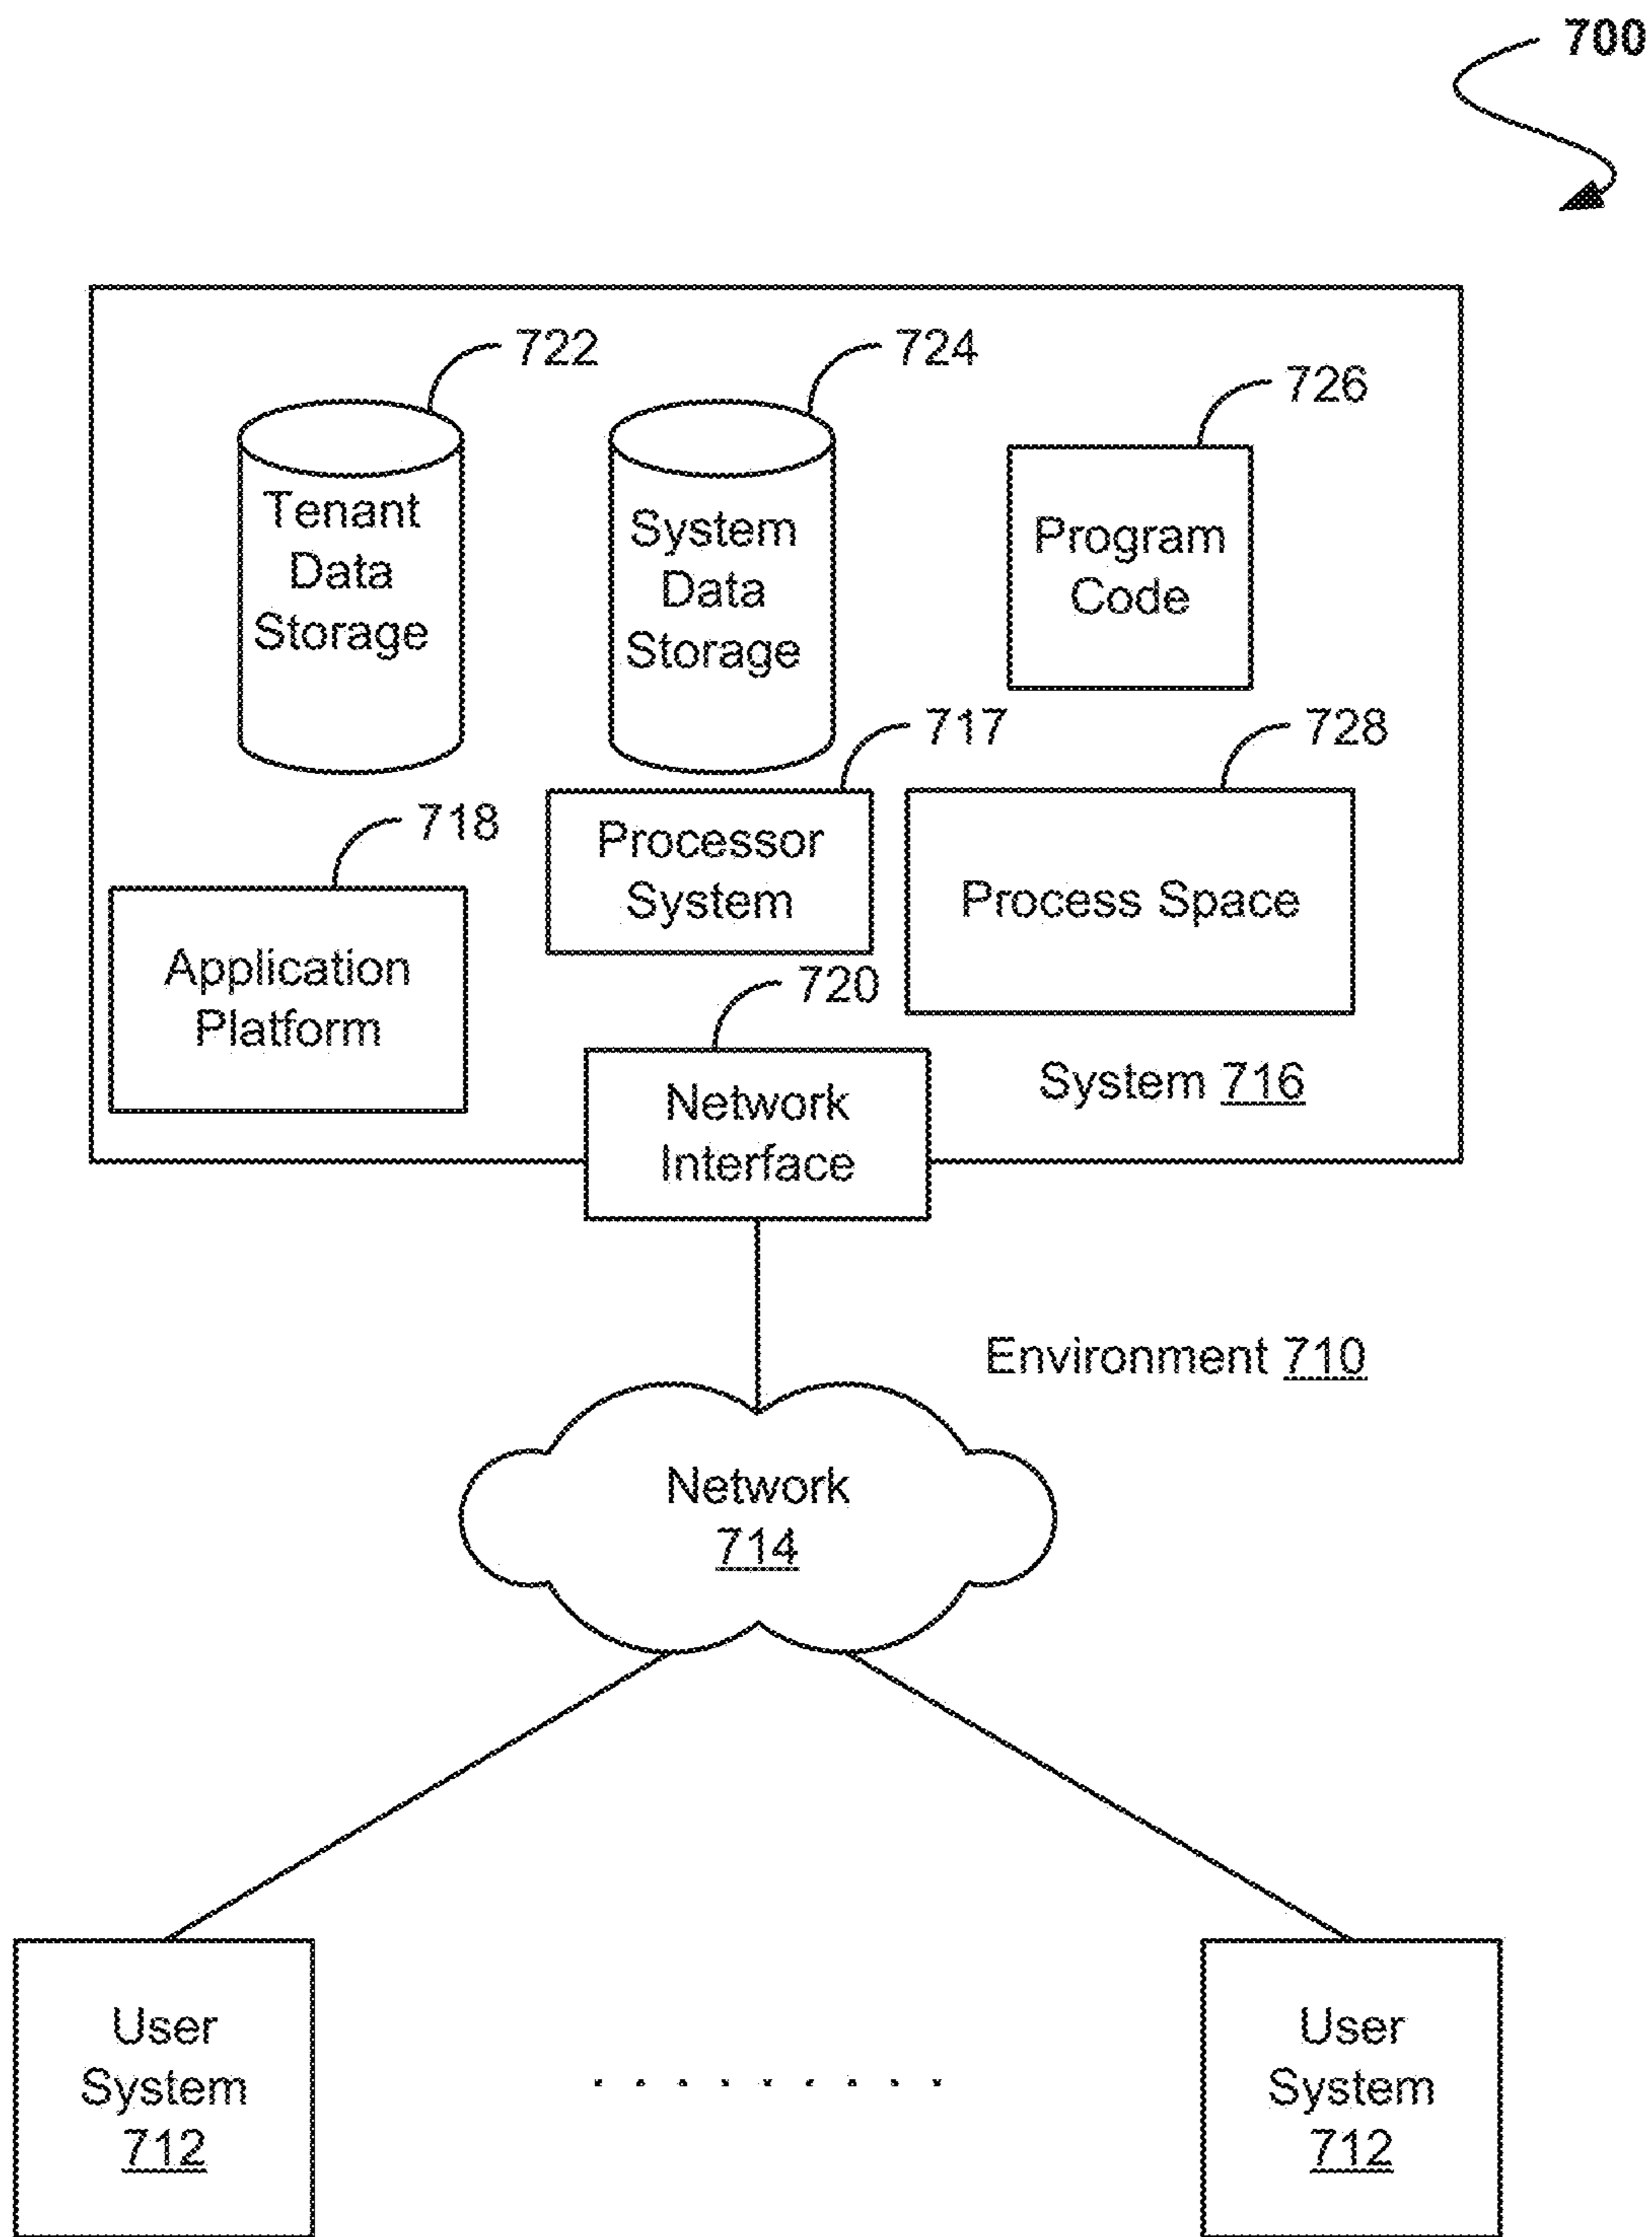 700
722
724
726
Tenant
Data
Storage
System
Data
Storage
Program
Code
717
728
718
Processor
System
Process Space
Application
Platform
720
Network
Interface
System 716
Environment 710
Network
714
User
System
712
User
System
712